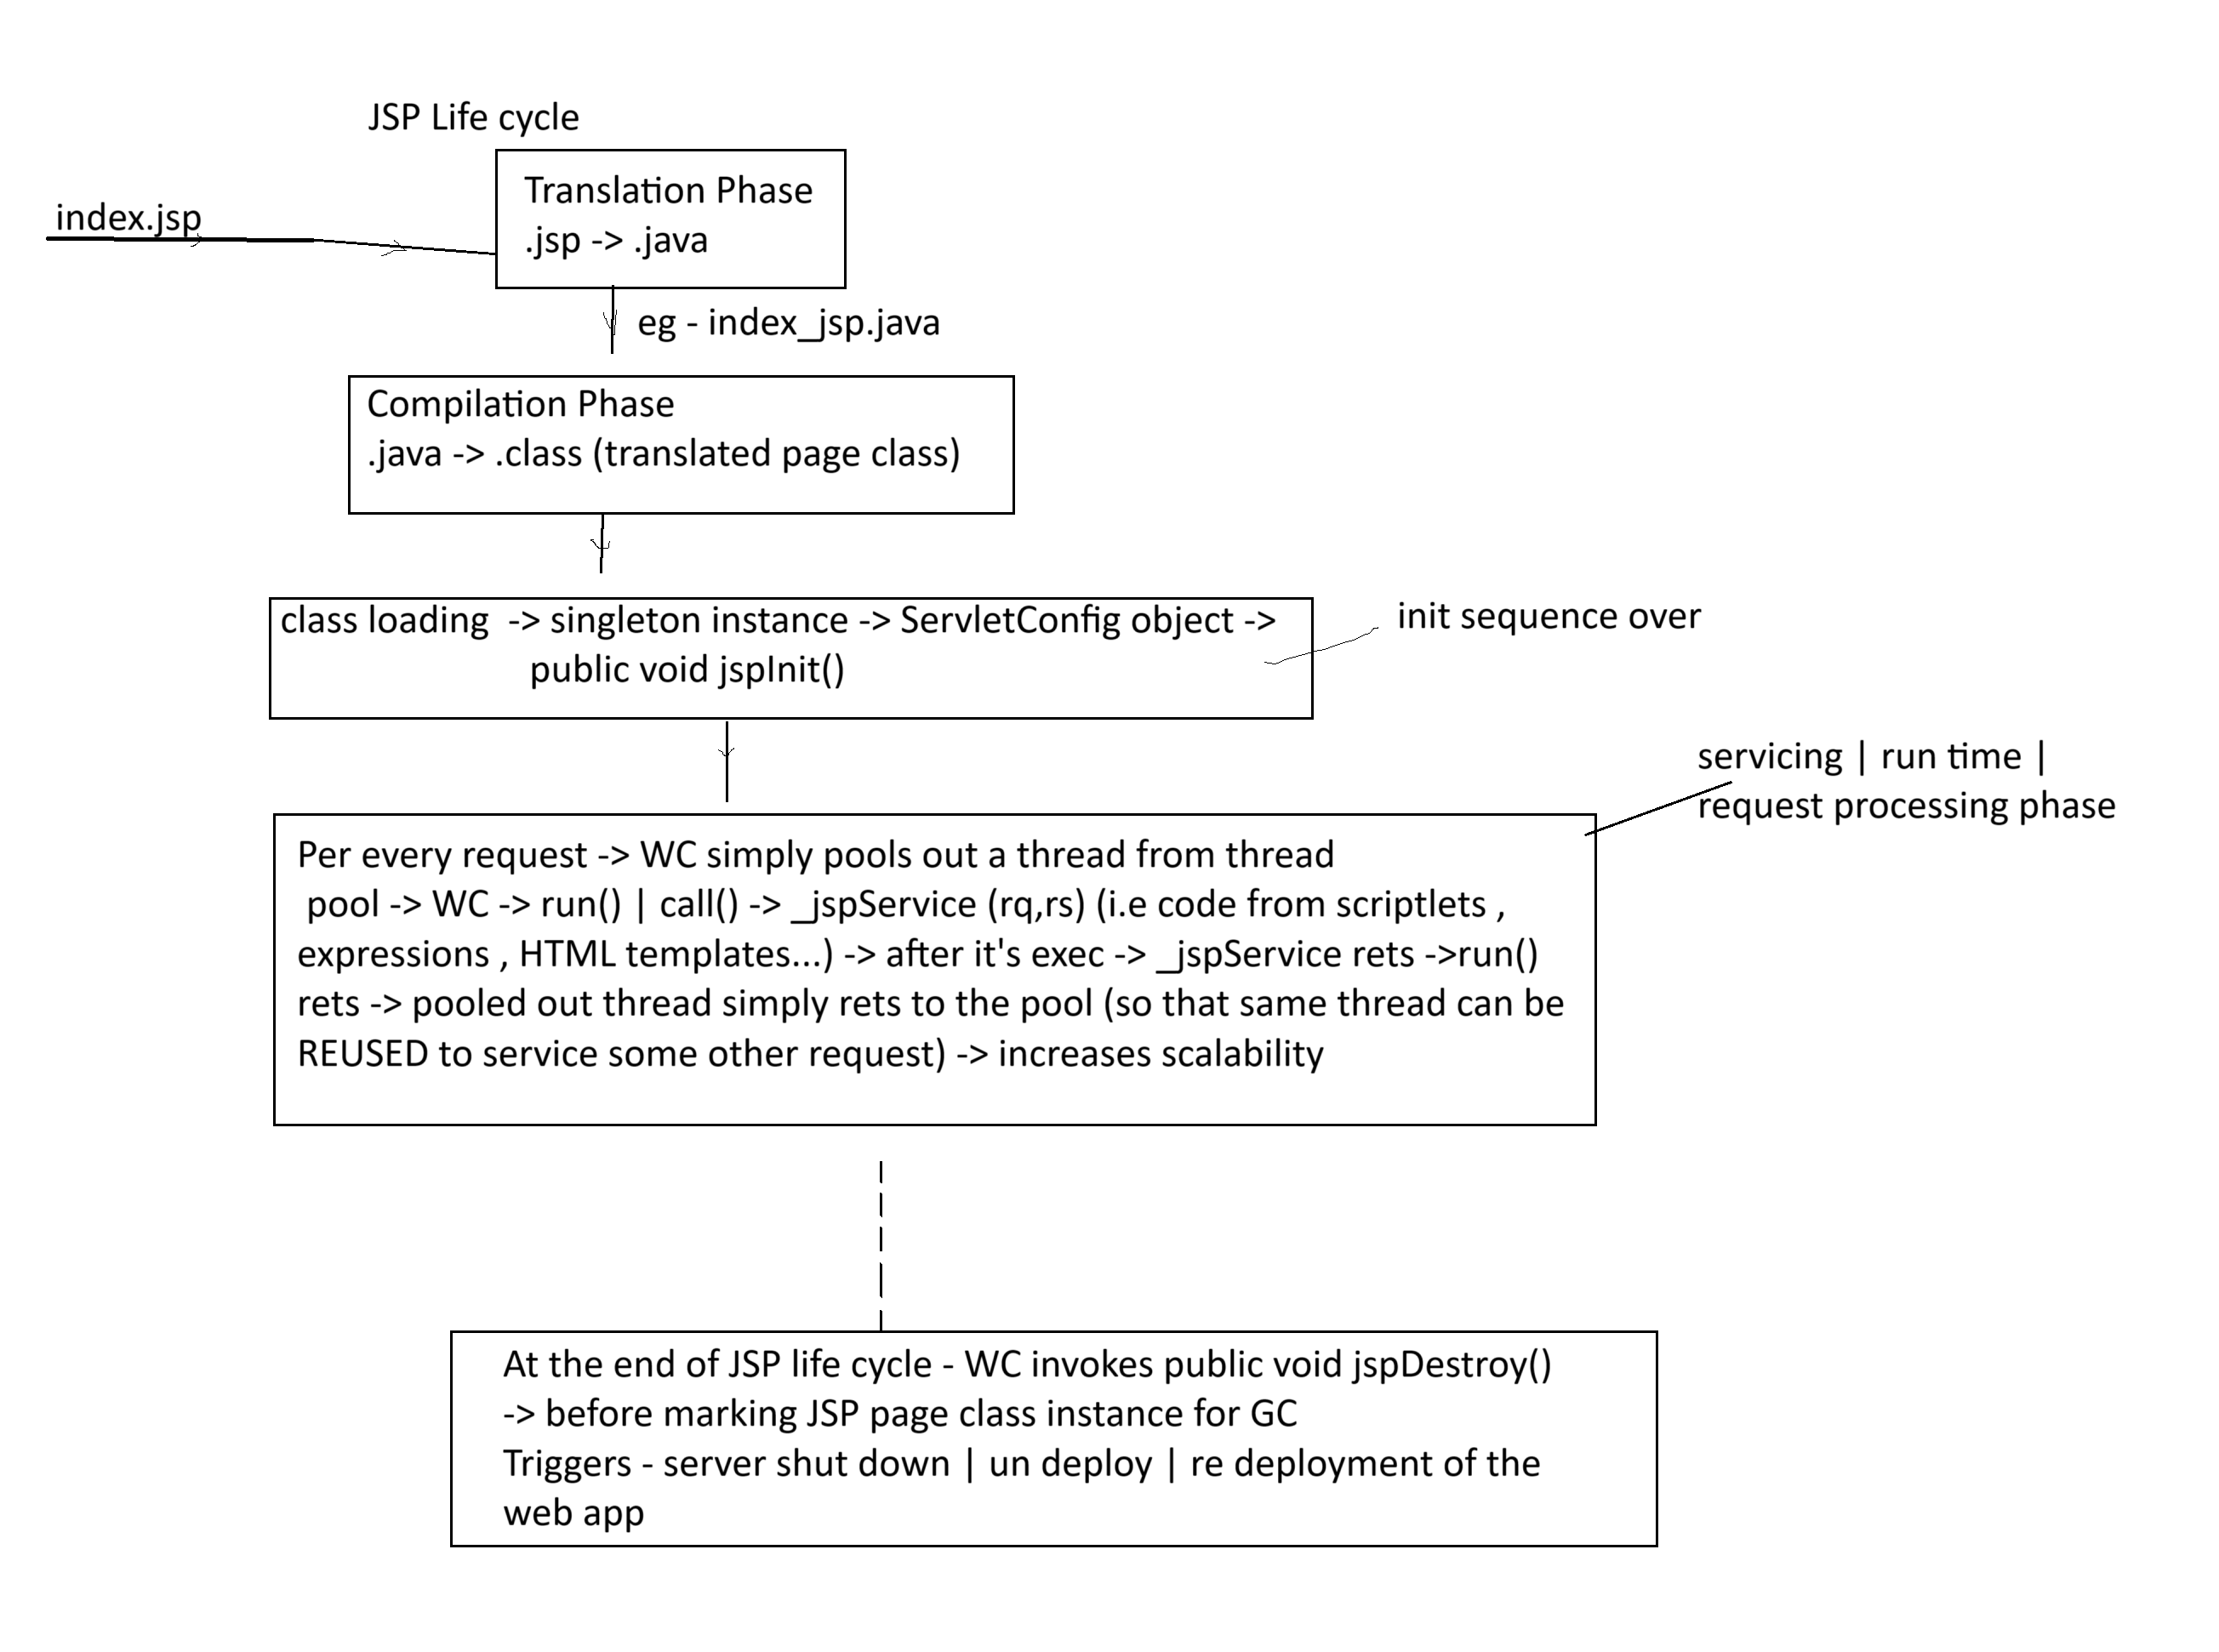 JSP Life cycle
index.jsp
Translation Phase
.jsp -> .java
eg - index_jsp.java
Compilation Phase
.java -> .class (translated page class)
class loading  -> singleton instance -> ServletConfig object ->
public void jspInit()
init sequence over
servicing | run time |
request processing phase
Per every request -> WC simply pools out a thread from thread
pool -> WC -> run() | call() -> _jspService (rq,rs) (i.e code from scriptlets ,
expressions , HTML templates...) -> after it's exec -> _jspService rets ->run()
rets -> pooled out thread simply rets to the pool (so that same thread can be
REUSED to service some other request) -> increases scalability
At the end of JSP life cycle - WC invokes public void jspDestroy()
-> before marking JSP page class instance for GC
Triggers - server shut down | un deploy | re deployment of the
web app